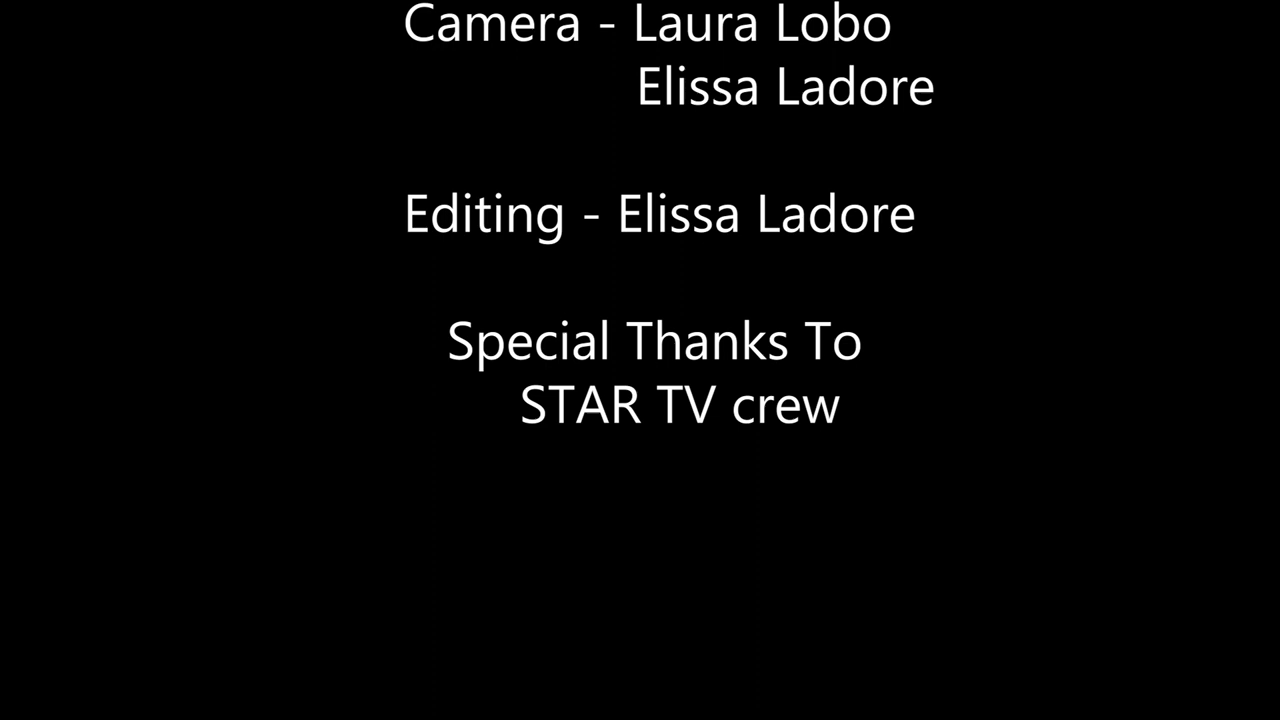 Camera - Laura Lobo
Elissa Ladore
Editing - Elissa Ladore
Special Thanks To
STAR TV crew